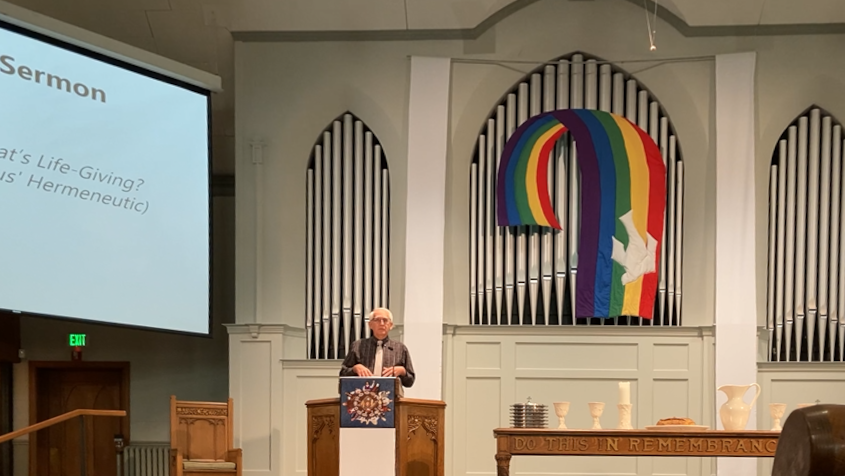 Sermon
at's Life-Giving?
us' Hermeneutic)
EXIT
DO THIS IN REMEMBRANC